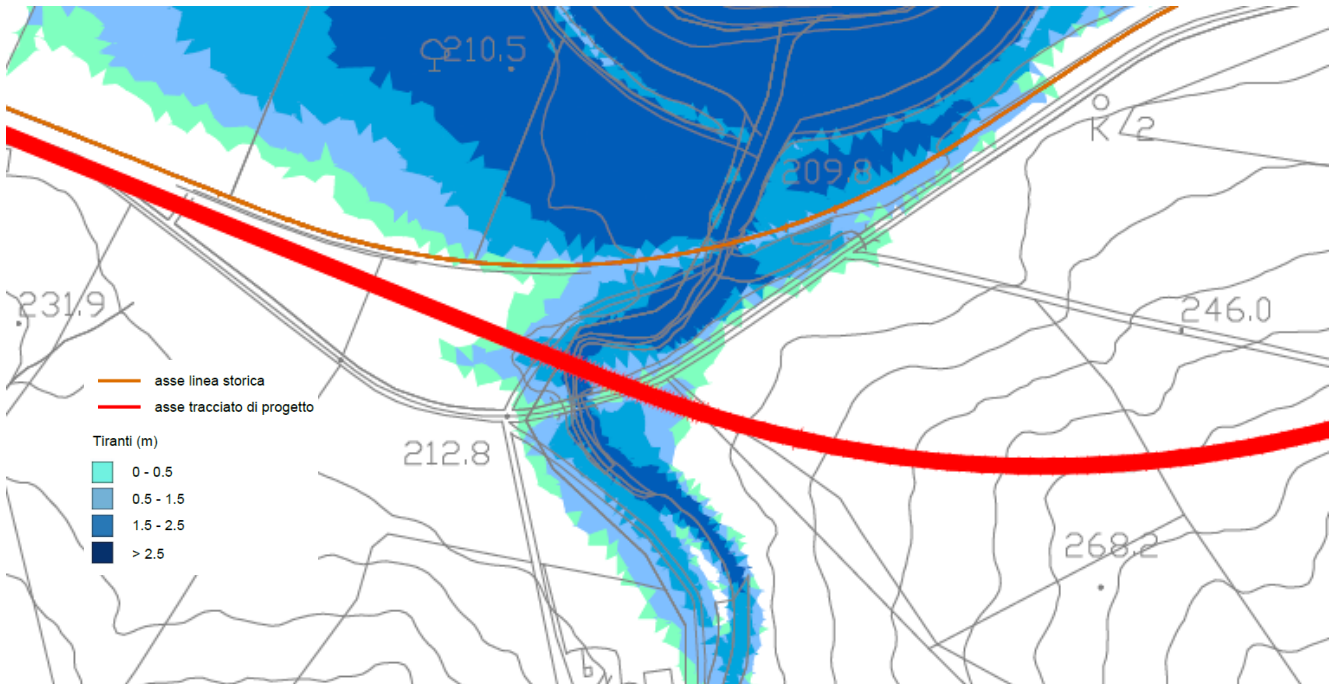 210.5
K 2
209.8
231.9
246.0
asse linea storica
asse tracciato di progetto
Tiranti (m)
212.8
0 - 0.5
0.5 - 1.5
1.5 - 2.5
> 2.5
268.2
b